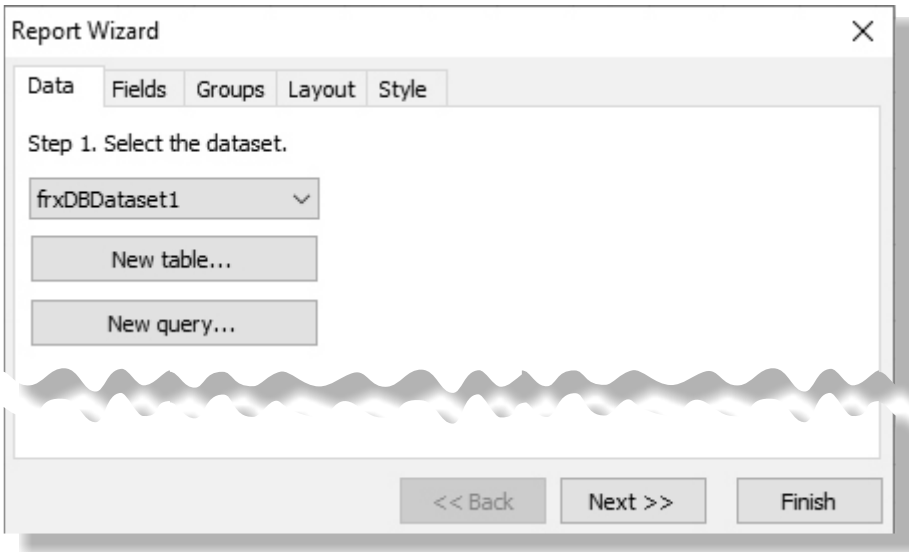 Report Wizard
Data Fields Groups Layout Style
Step 1. Select the dataset.
frxDBDataset1
New table...
New query...
<< Back Next >> Finish